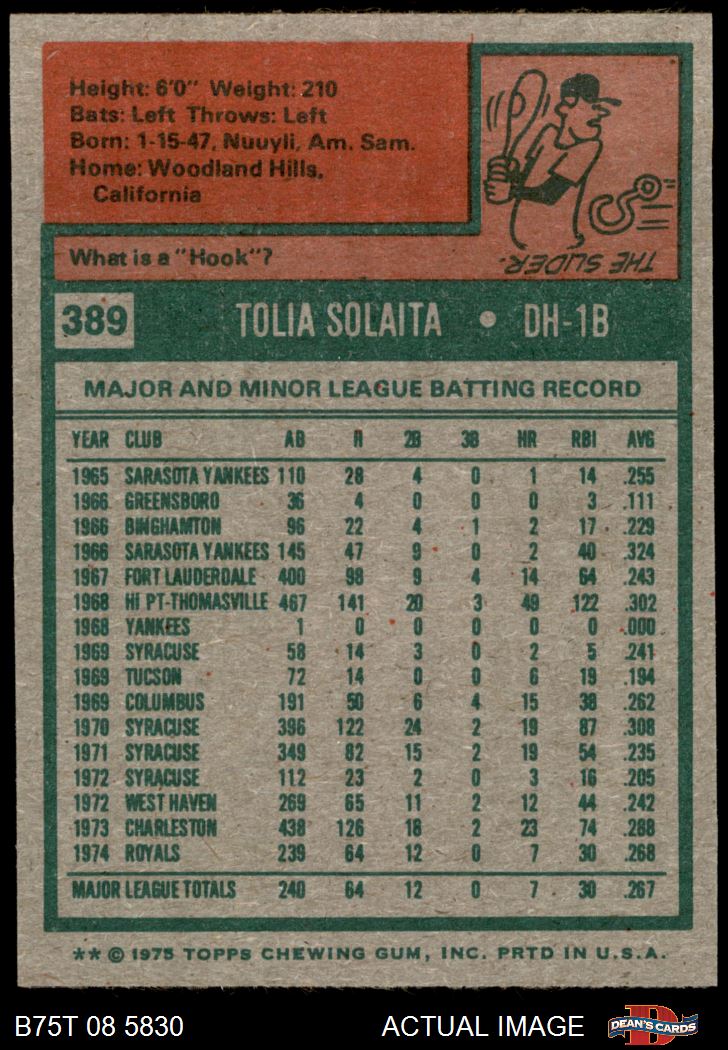 Height: 6'0" Weight: 210
Bats: Left Throws: Left
Born: 1-15-47, Nuuyli, Am. Sam.
Home: Woodland Hills,
California
What is a "Hook"?
THE SLIDER.
389 TOLIA SOLAITA • DH-1B
MAJOR AND MINOR LEAGUE BATTING RECORD
YEAR CLUB AB H 2B 3B HR RBI AVG
1965 SARASOTA YANKEES 110 28 4 0 1 14 .255
1966 GREENSBORO 36 4 0 0 0 3 .111
1966 BINGHAMTON 96 22 4 1 2 17 .229
1966 SARASOTA YANKEES 145 47 9 0 2 40 .324
1967 FORT LAUDERDALE 400 98 9 4 14 64 .243
1968 HI PT-THOMASVILLE 467 141 20 3 49 122 .302
1968 YANKEES 1 0 0 0 0 0 .000
1969 SYRACUSE 58 14 3 0 2 5 .241
1969 TUCSON 72 14 0 0 6 19 .194
1969 COLUMBUS 191 50 6 4 15 38 .262
1970 SYRACUSE 396 122 24 2 19 87 .308
1971 SYRACUSE 349 82 15 2 19 54 .235
1972 SYRACUSE 112 23 2 0 3 16 .205
1972 WEST HAVEN 269 65 11 2 12 44 .242
1973 CHARLESTON 438 126 18 2 23 74 .288
1974 ROYALS 239 64 12 0 7 30 .268
MAJOR LEAGUE TOTALS 240 64 12 0 7 30 .267
** © 1975 TOPPS CHEWING GUM, INC. PRTD IN U.S.A.
B75T 08 5830 ACTUAL IMAGE D DEAN'S CARDS